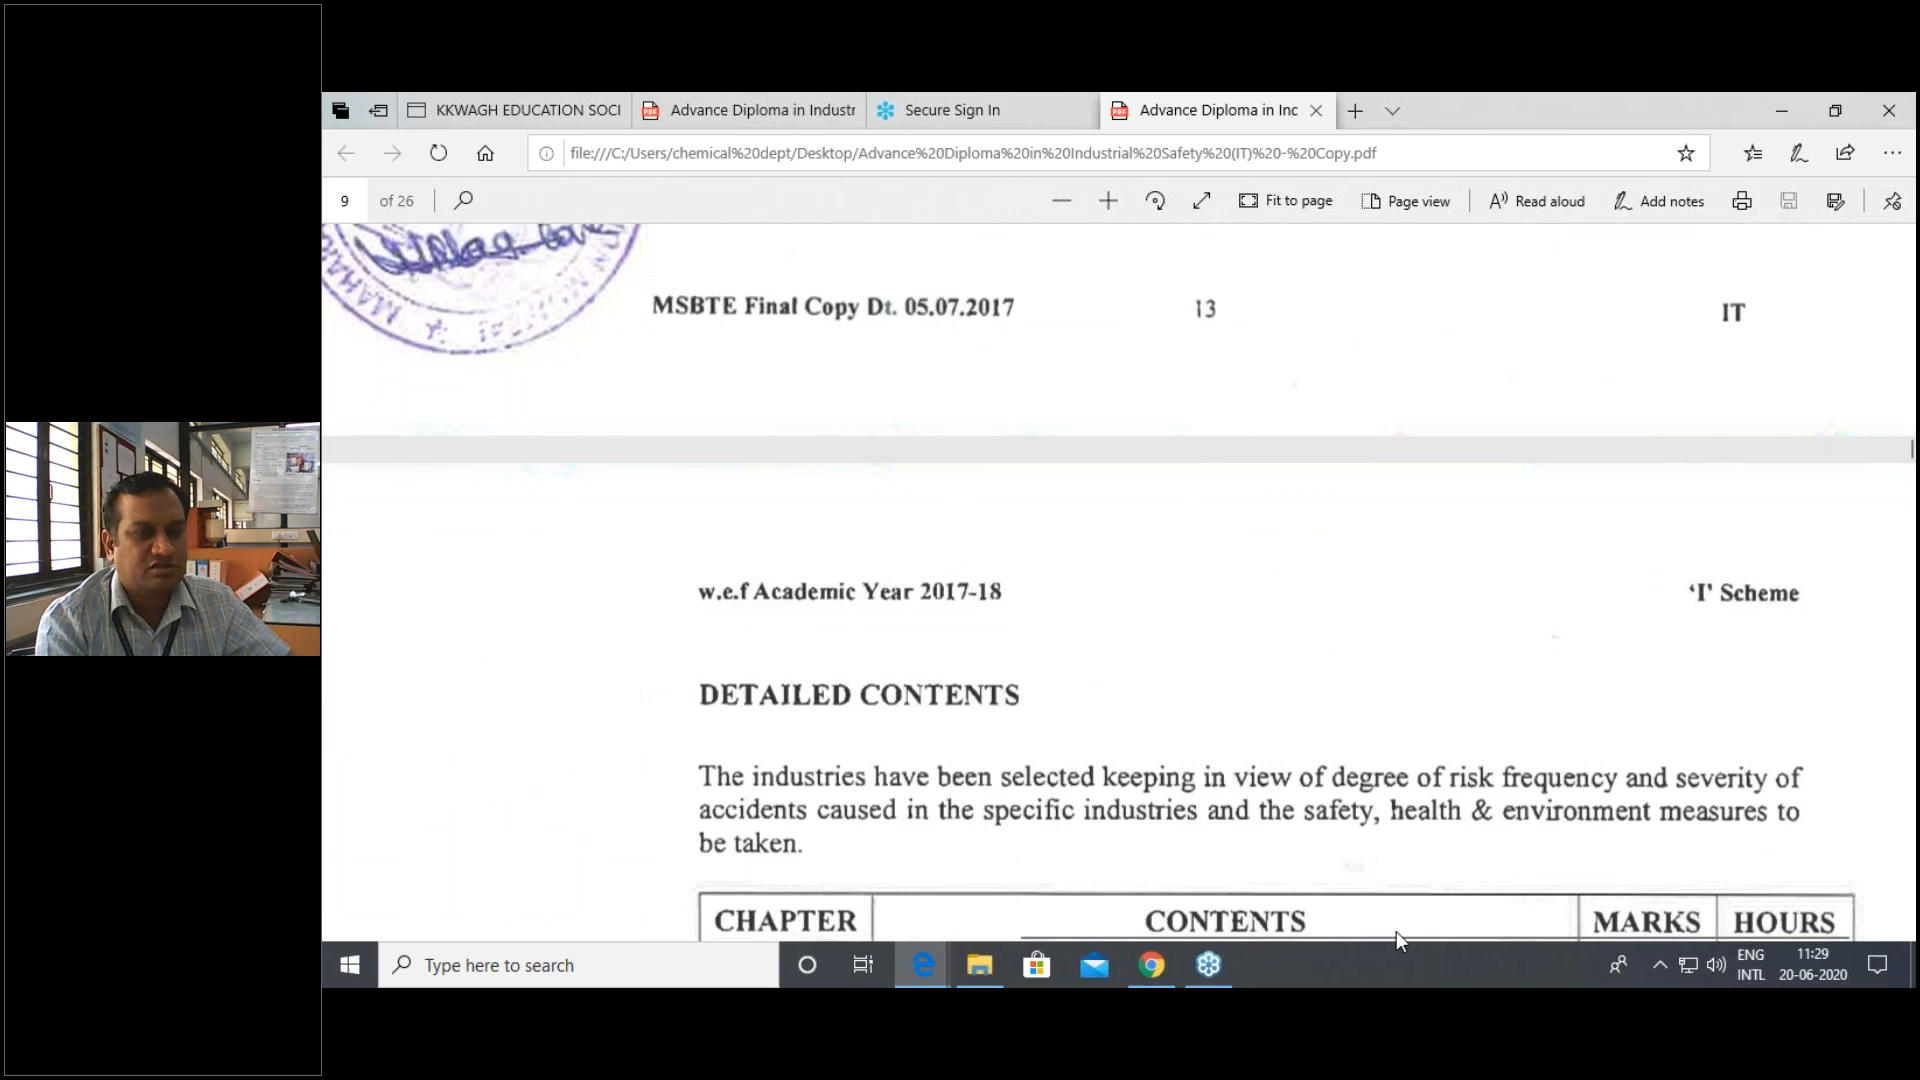 KKWAGH EDUCATION SOCI
Advance Diploma in Industr
Secure Sign In
Advance Diploma in Inc
file:///C:/Users/chemical%20dept/Desktop/Advance%20Diploma%20in%20Industrial%20Safety%20(IT)%20-%20Copy.pdf
9 of 26
Fit to page
Page view
Read aloud
Add notes
MSBTE Final Copy Dt. 05.07.2017 13 IT
w.e.f Academic Year 2017-18 ‘I’ Scheme
DETAILED CONTENTS
The industries have been selected keeping in view of degree of risk frequency and severity of
accidents caused in the specific industries and the safety, health & environment measures to
be taken.
CHAPTER CONTENTS MARKS HOURS
Type here to search
ENG
INTL
11:29
20-06-2020